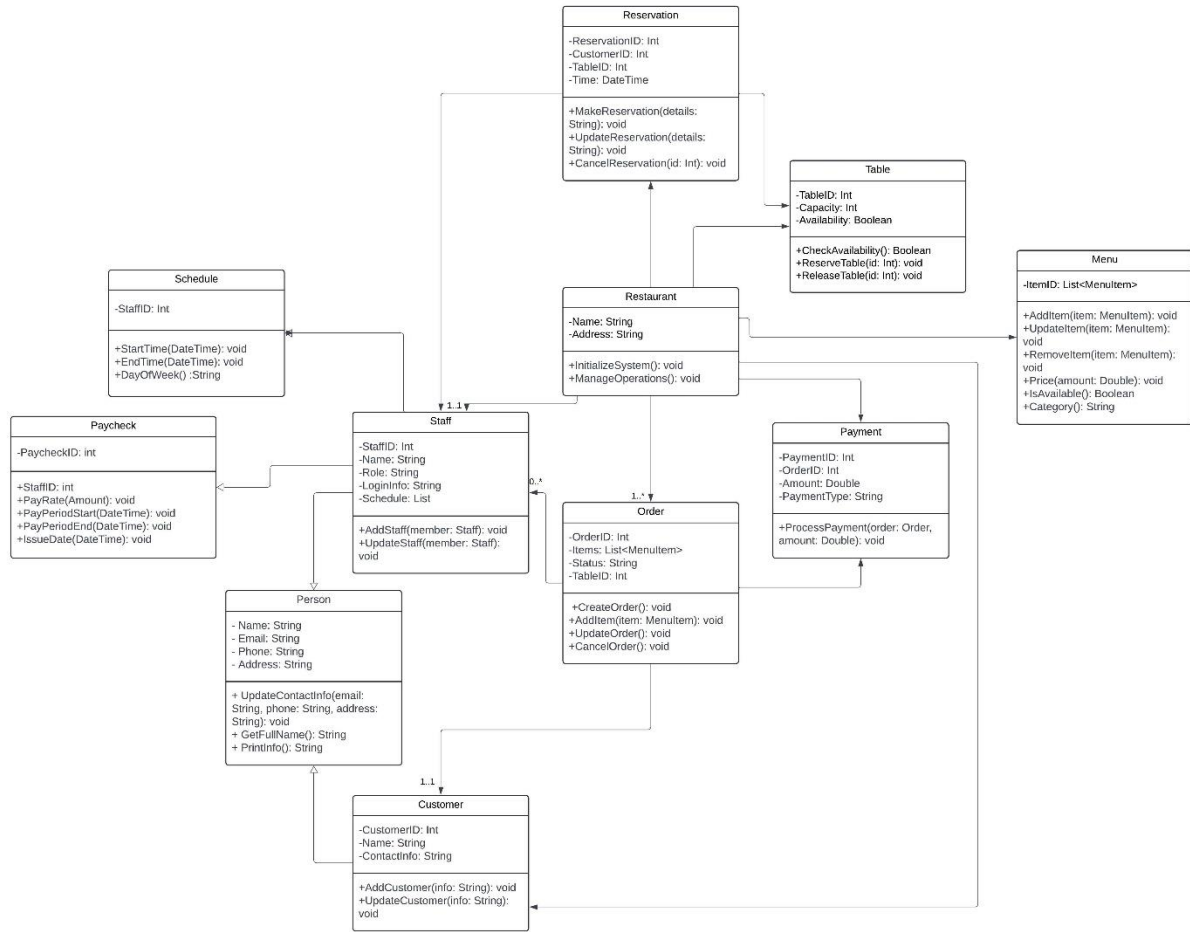 Reservation
-ReservationID: Int
-CustomerID: Int
-TableID: Int
-Time: DateTime
+MakeReservation(details:
String): void
+UpdateReservation(details:
String): void
+CancelReservation(id: Int): void
Table
-TableID: Int
-Capacity: Int
-Availability: Boolean
+CheckAvailability(): Boolean
+ReserveTable(id: Int): void
+ReleaseTable(id: Int): void
Menu
-ItemID: List<MenuItem>
+AddItem(item: MenuItem): void
+UpdateItem(item: MenuItem):
void
+RemoveItem(item: MenuItem):
void
+Price(amount: Double): void
+IsAvailable(): Boolean
+Category(): String
Schedule
-StaffID: Int
+StartTime(DateTime): void
+EndTime(DateTime): void
+DayOfWeek() :String
Restaurant
-Name: String
-Address: String
+InitializeSystem(): void
+ManageOperations(): void
1..1
Staff
-StaffID: Int
-Name: String
-Role: String
-LoginInfo: String
-Schedule: List
+AddStaff(member: Staff): void
+UpdateStaff(member: Staff):
void
Paycheck
-PaycheckID: int
+StaffID: int
+PayRate(Amount): void
+PayPeriodStart(DateTime): void
+PayPeriodEnd(DateTime): void
+IssueDate(DateTime): void
Payment
-PaymentID: Int
-OrderID: Int
-Amount: Double
-PaymentType: String
+ProcessPayment(order: Order,
amount: Double): void
0..*
1..*
Order
-OrderID: Int
-Items: List<MenuItem>
-Status: String
-TableID: Int
+CreateOrder(): void
+AddItem(item: MenuItem): void
+UpdateOrder(): void
+CancelOrder(): void
Person
- Name: String
- Email: String
- Phone: String
- Address: String
+ UpdateContactInfo(email:
String, phone: String, address:
String): void
+ GetFullName(): String
+ PrintInfo(): String
1..1
Customer
-CustomerID: Int
-Name: String
-ContactInfo: String
+AddCustomer(info: String): void
+UpdateCustomer(info: String):
void